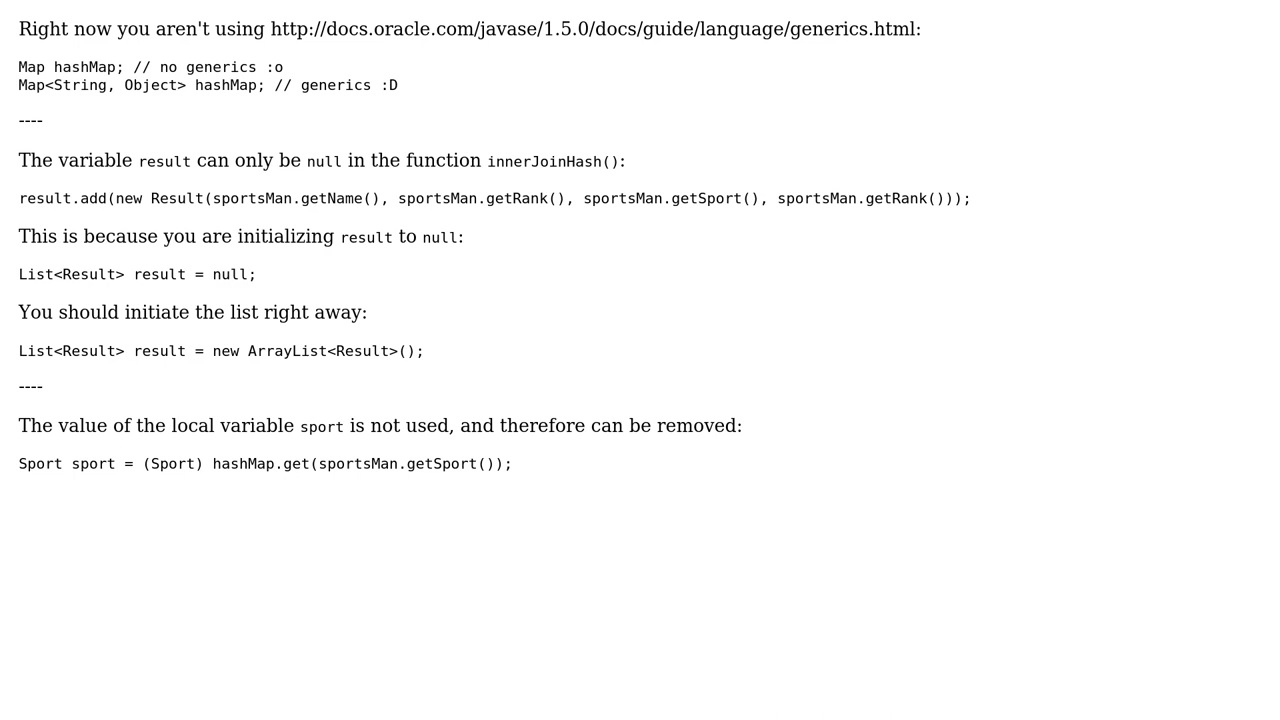 Right now you aren't using http://docs.oracle.com/javase/1.5.0/docs/guide/language/generics.html:
Map hashMap; // no generics :o
Map<String, Object> hashMap; // generics :D
----
The variable result can only be null in the function innerJoinHash():
result.add(new Result(sportsMan.getName(), sportsMan.getRank(), sportsMan.getSport(), sportsMan.getRank()));
This is because you are initializing result to null:
List<Result> result = null;
You should initiate the list right away:
List<Result> result = new ArrayList<Result>();
----
The value of the local variable sport is not used, and therefore can be removed:
Sport sport = (Sport) hashMap.get(sportsMan.getSport());